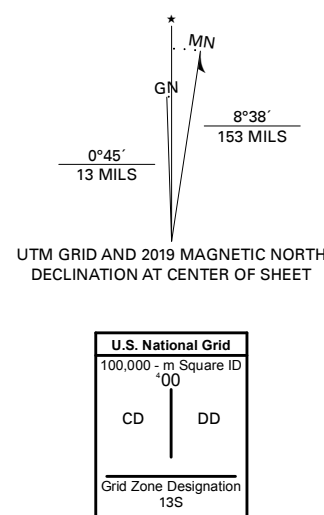 ★
MN
GN
0°45´
13 MILS
8°38´
153 MILS
UTM GRID AND 2019 MAGNETIC NORTH
DECLINATION AT CENTER OF SHEET
U.S. National Grid
100,000 - m Square ID
⁴00
CD DD
Grid Zone Designation
13S